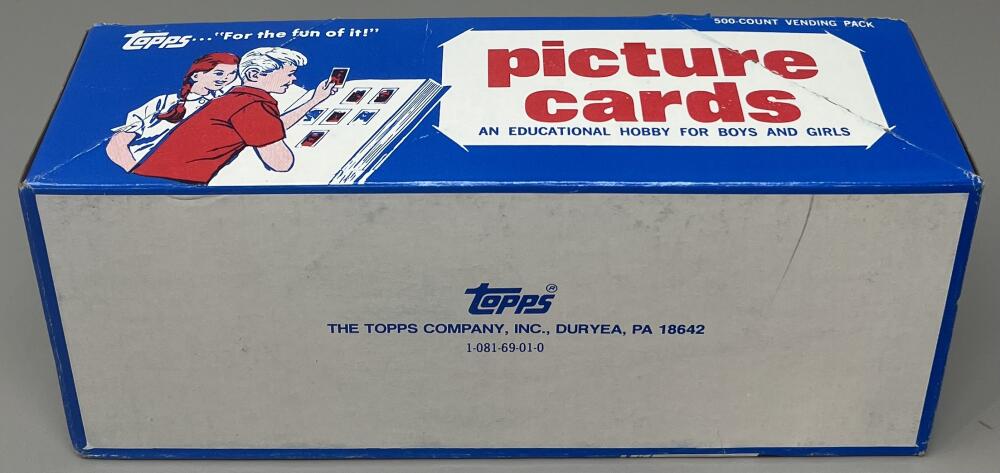 500-COUNT VENDING PACK
TOPPS... "For the fun of it!"
picture
cards
AN EDUCATIONAL HOBBY FOR BOYS AND GIRLS
TOPPS®
THE TOPPS COMPANY, INC., DURYEA, PA 18642
1-081-69-01-0